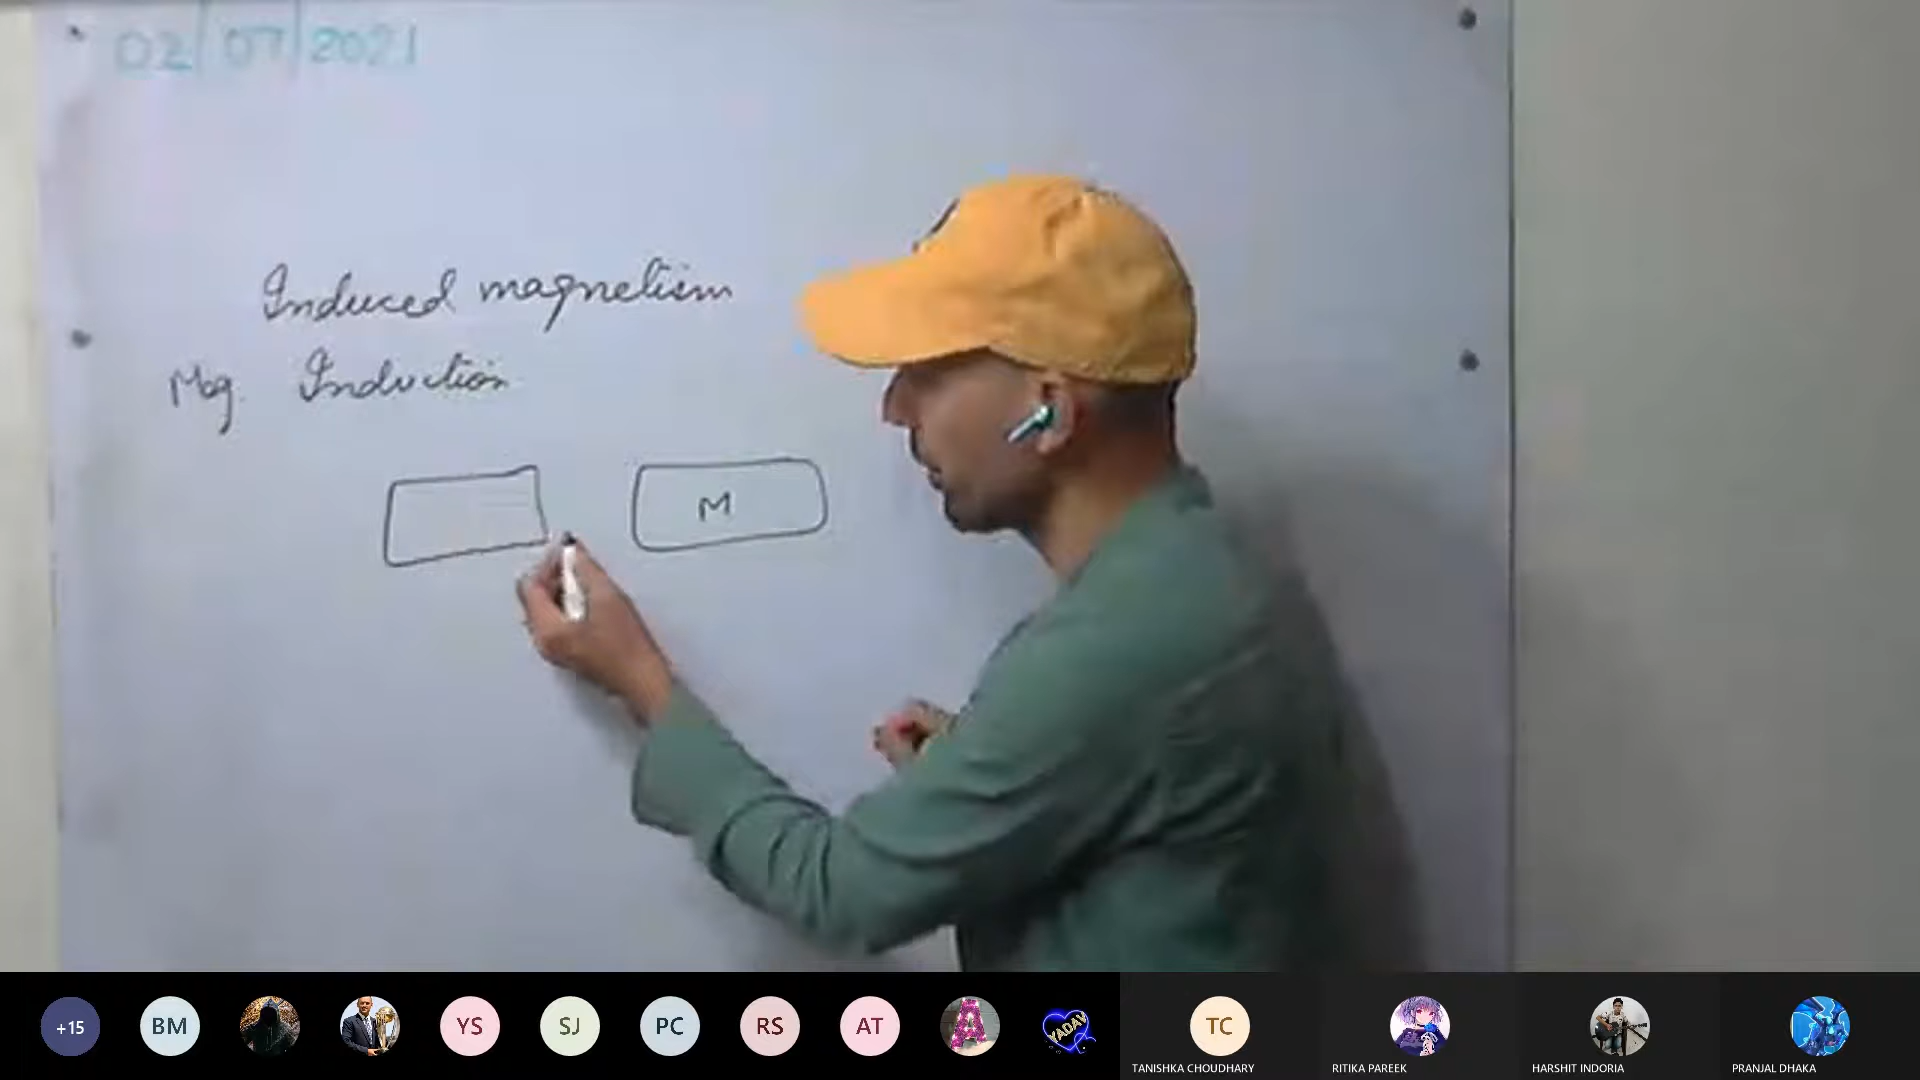 02/07/2021
Induced magnetism
Mag. Induction
M
+15
BM
YS
SJ
PC
RS
AT
A
YADAV
TC
TANISHKA CHOUDHARY
RITIKA PAREEK
HARSHIT INDORIA
PRANJAL DHAKA